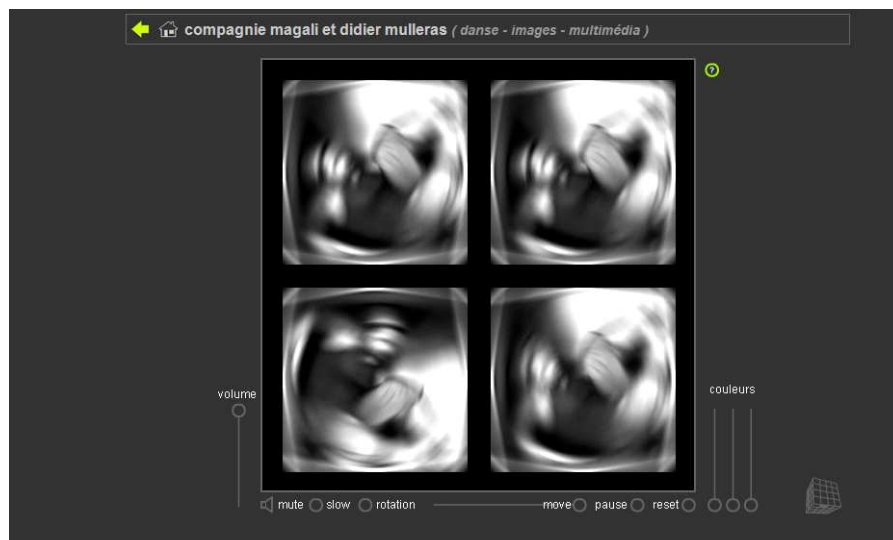 compagnie magali et didier mulleras ( danse - images - multimédia )
?
volume
couleurs
mute slow rotation move pause reset